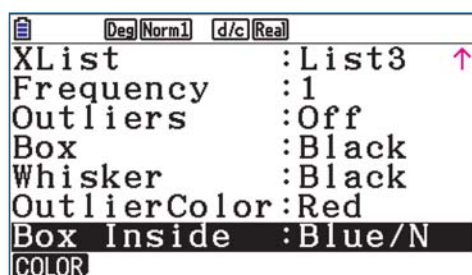 Deg Norm1 d/c Real
XList :List3
Frequency :1
Outliers :Off
Box :Black
Whisker :Black
OutlierColor:Red
Box Inside :Blue/N
COLOR